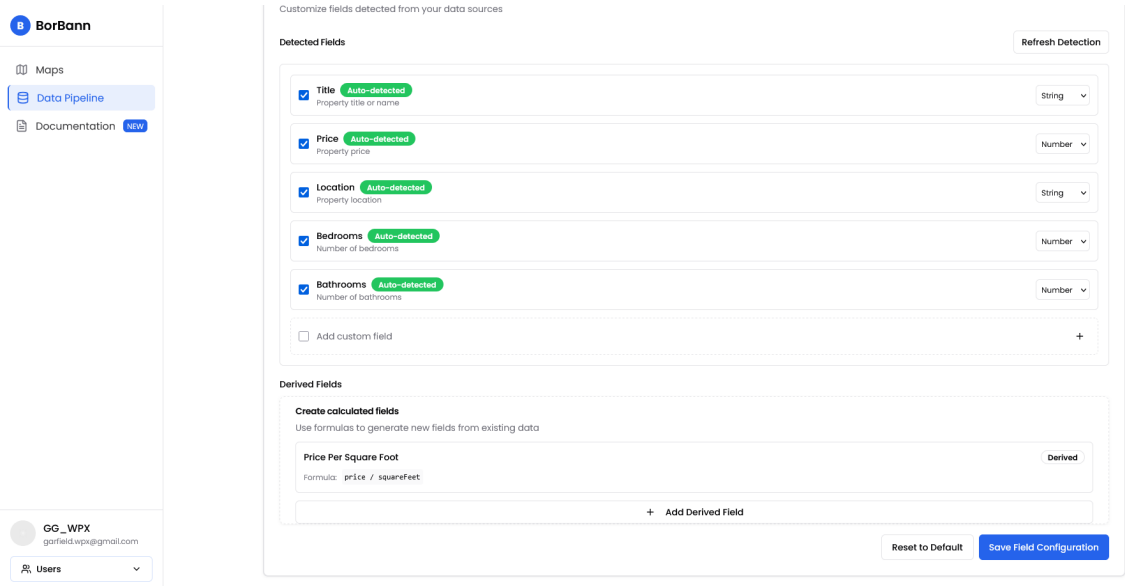 B BorBann
Maps
Data Pipeline
Documentation NEW
GG_WPX
garfield.wpx@gmail.com
Users
Customize fields detected from your data sources
Detected Fields
Refresh Detection
Title Auto-detected
Property title or name
String
Price Auto-detected
Property price
Number
Location Auto-detected
Property location
String
Bedrooms Auto-detected
Number of bedrooms
Number
Bathrooms Auto-detected
Number of bathrooms
Number
Add custom field +
Derived Fields
Create calculated fields
Use formulas to generate new fields from existing data
Price Per Square Foot
Derived
Formula: price / squareFeet
+ Add Derived Field
Reset to Default
Save Field Configuration